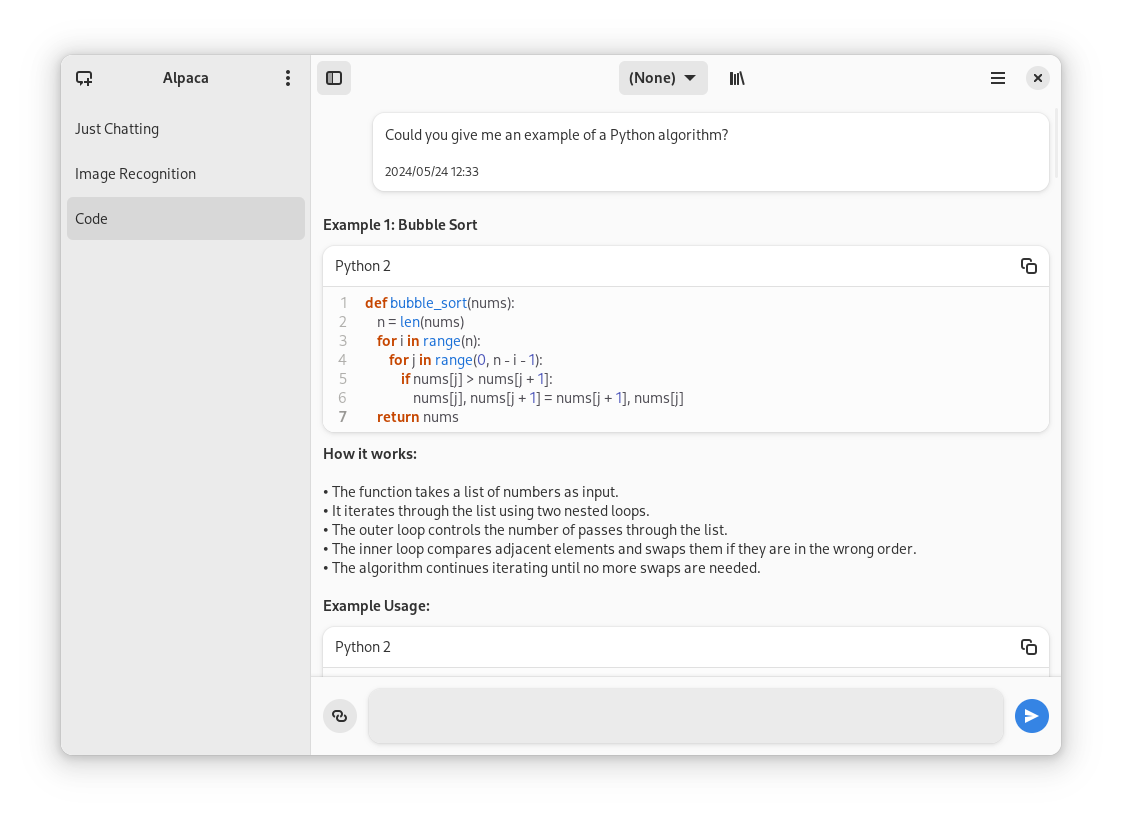 Alpaca
(None)
Just Chatting
Image Recognition
Code
Could you give me an example of a Python algorithm?
2024/05/24 12:33
Example 1: Bubble Sort
Python 2
1 def bubble_sort(nums):
2 n = len(nums)
3 for i in range(n):
4 for j in range(0, n - i - 1):
5 if nums[j] > nums[j + 1]:
6 nums[j], nums[j + 1] = nums[j + 1], nums[j]
7 return nums
How it works:
• The function takes a list of numbers as input.
• It iterates through the list using two nested loops.
• The outer loop controls the number of passes through the list.
• The inner loop compares adjacent elements and swaps them if they are in the wrong order.
• The algorithm continues iterating until no more swaps are needed.
Example Usage:
Python 2